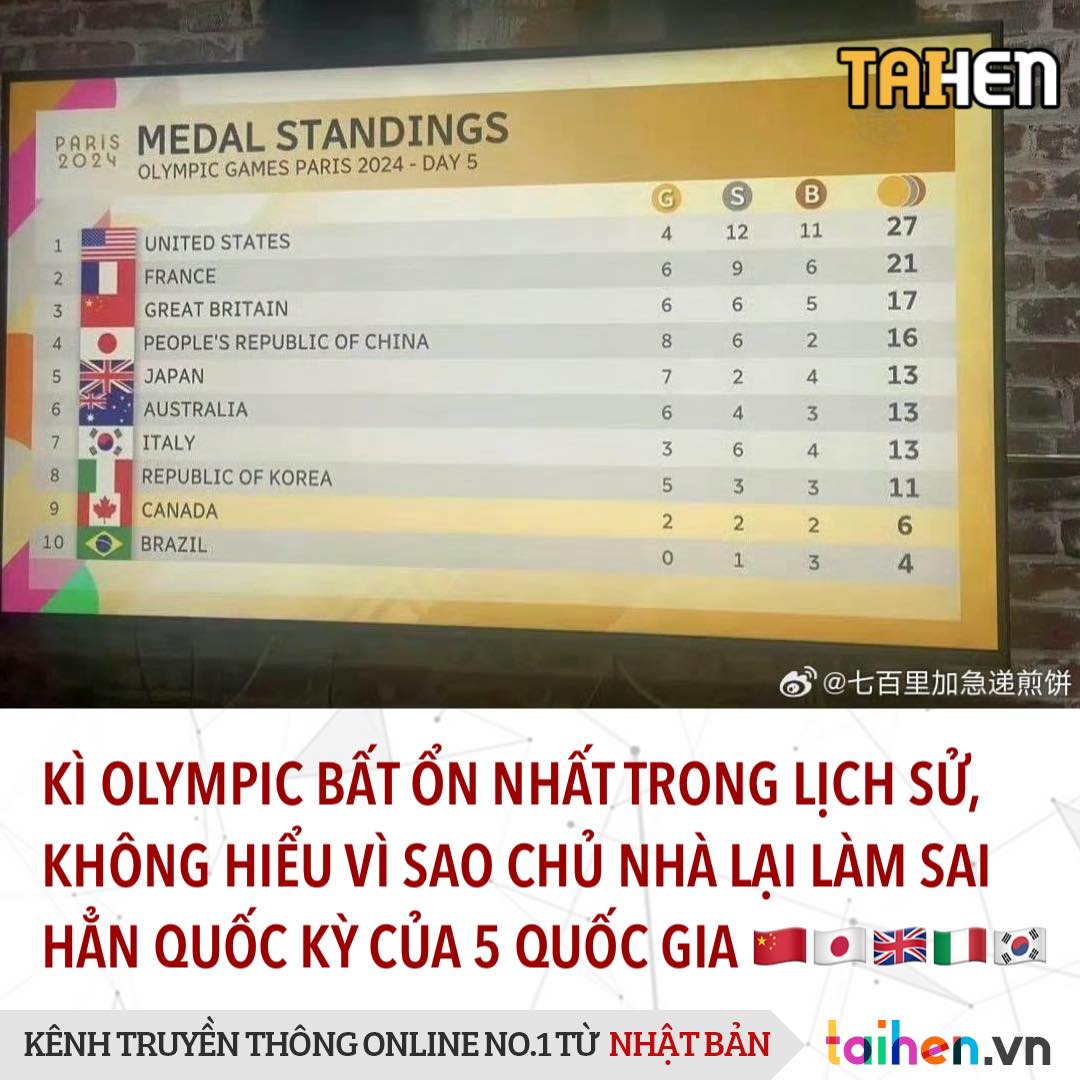 TAIHEN
PARIS
2024
MEDAL STANDINGS
OLYMPIC GAMES PARIS 2024 - DAY 5
G S B
1 UNITED STATES 4 12 11 27
2 FRANCE 6 9 6 21
3 GREAT BRITAIN 6 6 5 17
4 PEOPLE'S REPUBLIC OF CHINA 8 6 2 16
5 JAPAN 7 2 4 13
6 AUSTRALIA 6 4 3 13
7 ITALY 3 6 4 13
8 REPUBLIC OF KOREA 5 3 3 11
9 CANADA 2 2 2 6
10 BRAZIL 0 1 3 4
@七百里加急递煎饼
KÌ OLYMPIC BẤT ỔN NHẤT TRONG LỊCH SỬ,
KHÔNG HIỂU VÌ SAO CHỦ NHÀ LẠI LÀM SAI
HẲN QUỐC KỲ CỦA 5 QUỐC GIA 🇨🇳🇯🇵🇬🇧🇮🇹🇰🇷
KÊNH TRUYỀN THÔNG ONLINE NO.1 TỪ NHẬT BẢN
taihen.vn